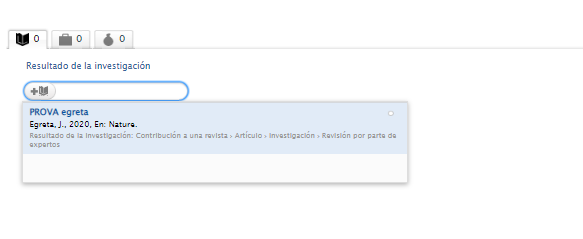 0 0 0
Resultado de la investigación
PROVA egreta
Egreta, J., 2020, En: Nature.
Resultado de la investigación: Contribución a una revista › Artículo › Investigación › Revisión por parte de
expertos